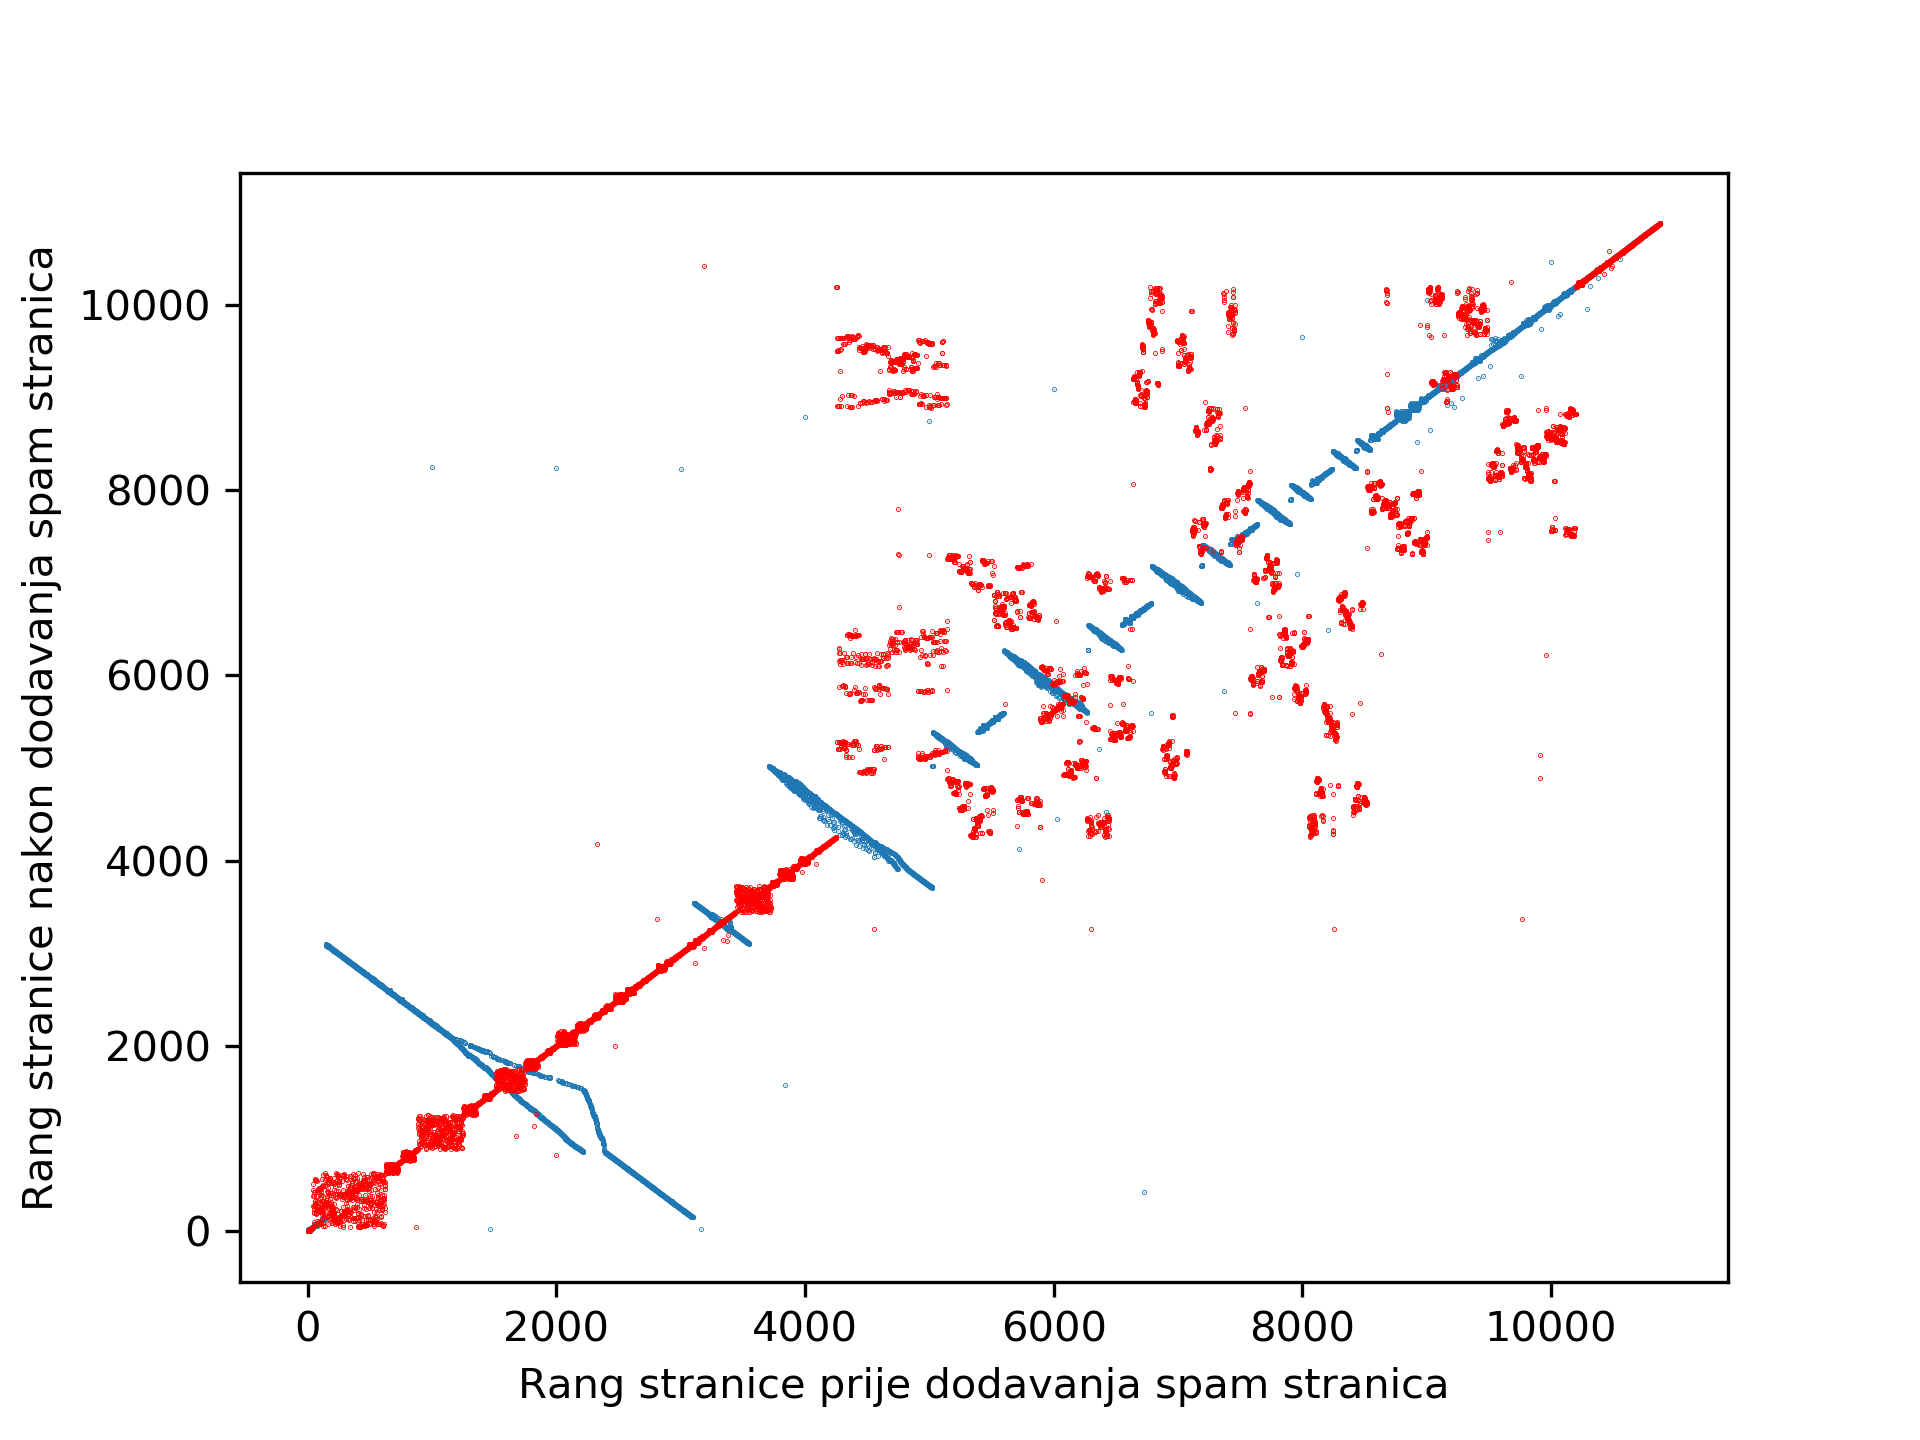 Rang stranice nakon dodavanja spam stranica
10000
8000
6000
4000
2000
0
0 2000 4000 6000 8000 10000
Rang stranice prije dodavanja spam stranica